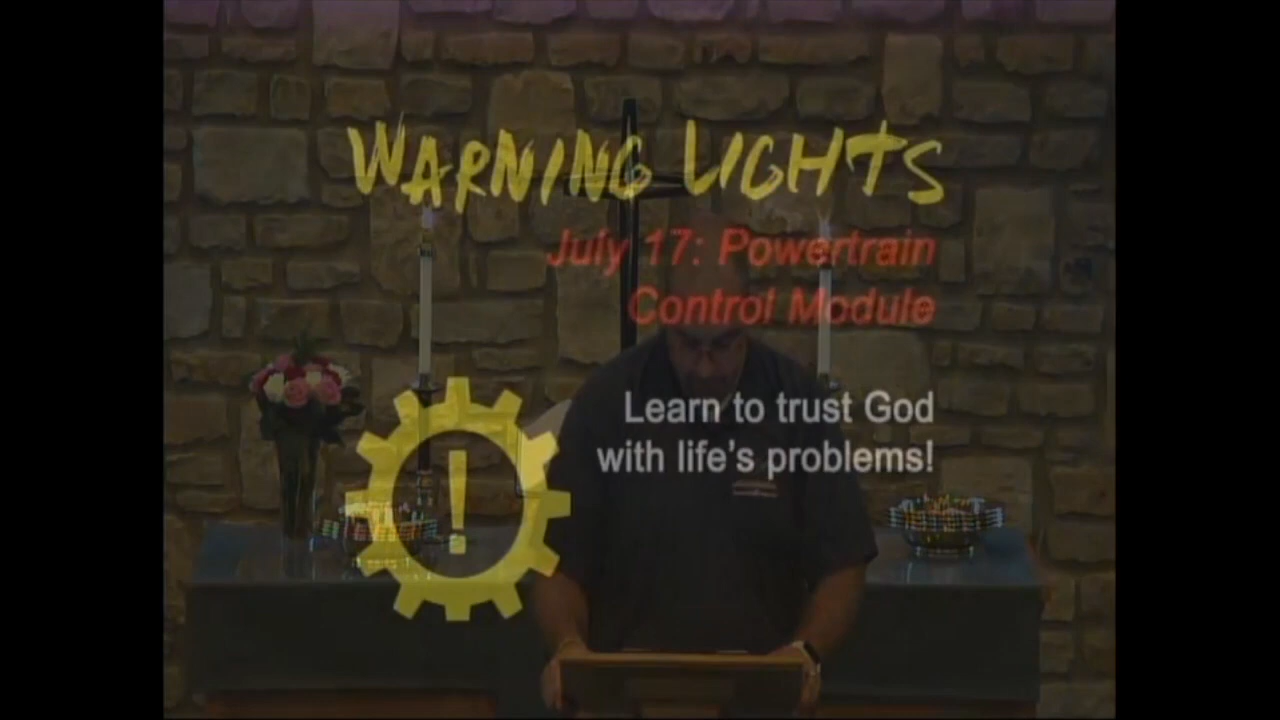 WARNING LIGHTS
July 17: Powertrain
Control Module
!
Learn to trust God
with life's problems!